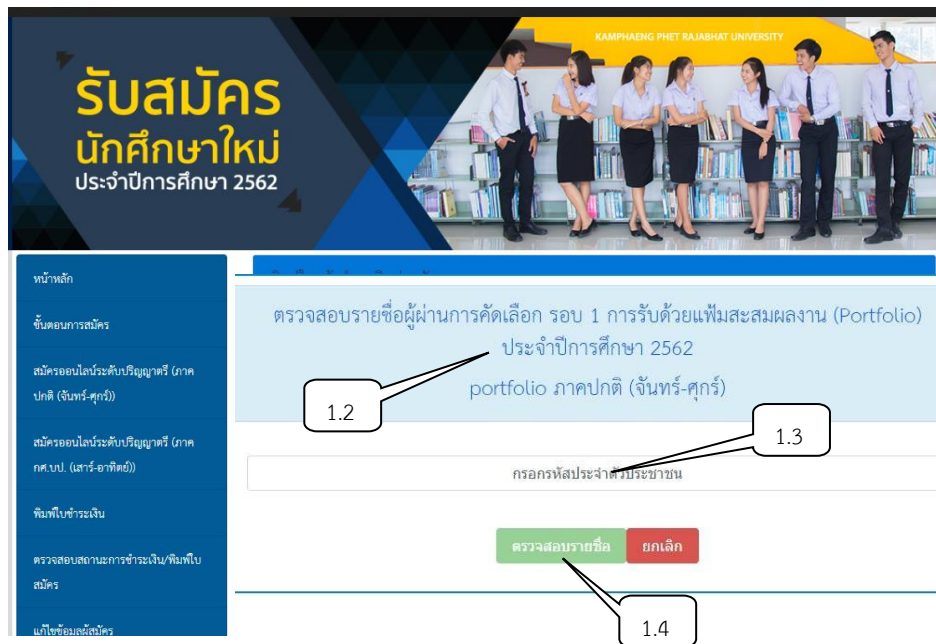 KAMPHAENG PHET RAJABHAT UNIVERSITY
รับสมัคร
นักศึกษาใหม่
ประจำปีการศึกษา 2562
หน้าหลัก
ขั้นตอนการสมัคร
สมัครออนไลน์ระดับปริญญาตรี (ภาค
ปกติ (จันทร์-ศุกร์))
สมัครออนไลน์ระดับปริญญาตรี (ภาค
กศ.บป. (เสาร์-อาทิตย์))
พิมพ์ใบชำระเงิน
ตรวจสอบสถานะการชำระเงิน/พิมพ์ใบ
สมัคร
แก้ไขข้อมูลผู้สมัคร
ตรวจสอบรายชื่อผู้ผ่านการคัดเลือก รอบ 1 การรับด้วยแฟ้มสะสมผลงาน (Portfolio)
ประจำปีการศึกษา 2562
portfolio ภาคปกติ (จันทร์-ศุกร์)
1.2
1.3
กรอกรหัสประจำตัวประชาชน
ตรวจสอบรายชื่อ
ยกเลิก
1.4